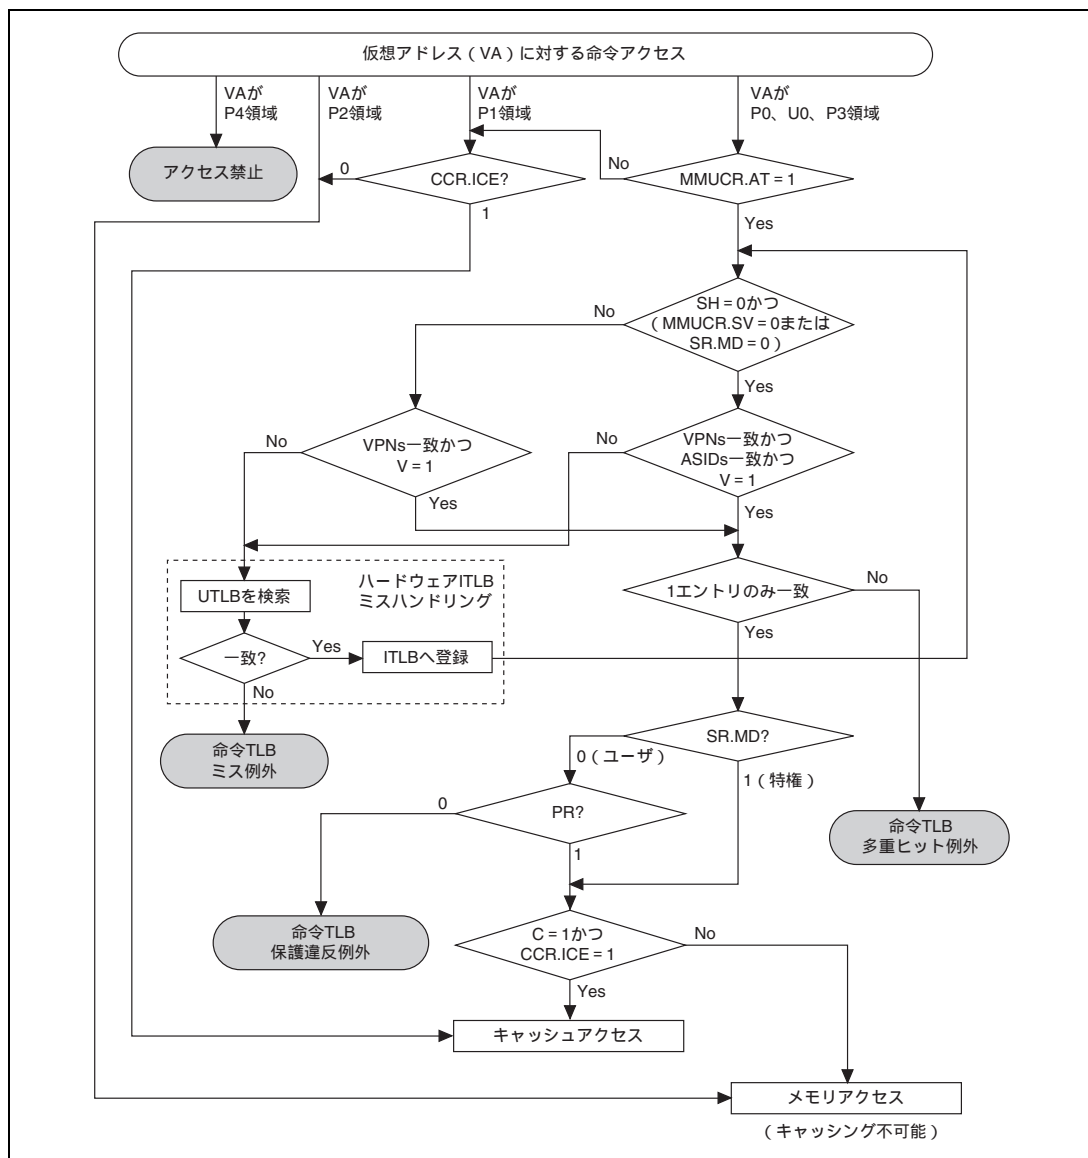 仮想アドレス（VA）に対する命令アクセス
VAが
P4領域
VAが
P2領域
VAが
P1領域
VAが
P0、U0、P3領域
アクセス禁止
0
CCR.ICE?
1
No
MMUCR.AT = 1
Yes
SH = 0かつ
（MMUCR.SV = 0または
SR.MD = 0）
No
Yes
No
VPNs一致かつ
V = 1
Yes
No
VPNs一致かつ
ASIDs一致かつ
V = 1
Yes
ハードウェアITLB
ミスハンドリング
UTLBを検索
一致?
Yes
ITLBへ登録
No
命令TLB
ミス例外
1エントリのみ一致
No
Yes
SR.MD?
0（ユーザ）
1（特権）
0
PR?
1
命令TLB
多重ヒット例外
命令TLB
保護違反例外
C = 1かつ
CCR.ICE = 1
No
Yes
キャッシュアクセス
メモリアクセス
（キャッシング不可能）